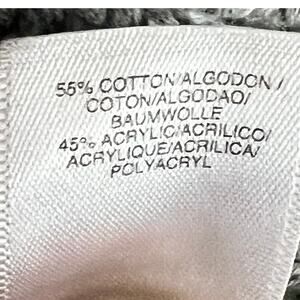 55% COTTON/ALGODON/
COTON/ALGODAO/
BAUMWOLLE
45% ACRYLIC/ACRILICO/
ACRYLIQUE/ACRILICA/
POLYACRYL